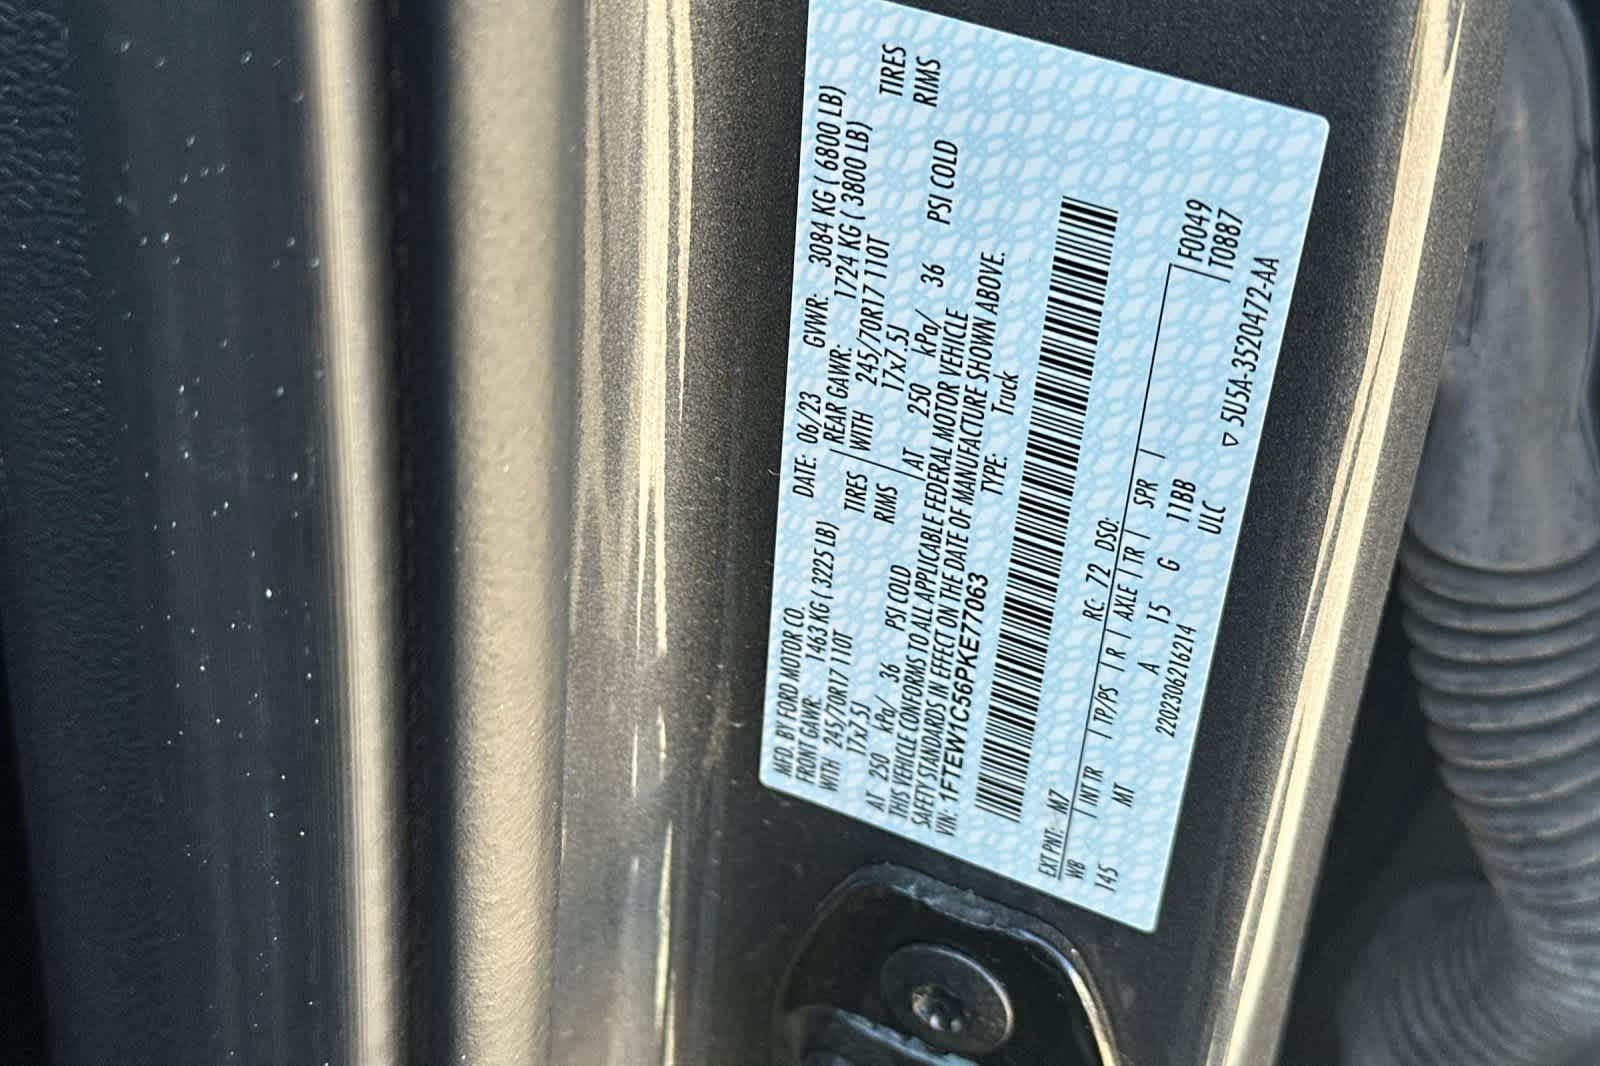 MFD. BY FORD MOTOR CO. DATE: 06/23 GVWR: 3084 KG ( 6800 LB)
FRONT GAWR: 1463 KG ( 3225 LB) REAR GAWR: 1724 KG ( 3800 LB)
WITH 245/70R17 110T TIRES WITH 245/70R17 110T TIRES
17x7.5J RIMS 17x7.5J RIMS
AT 250 kPa/ 36 PSI COLD AT 250 kPa/ 36 PSI COLD
THIS VEHICLE CONFORMS TO ALL APPLICABLE FEDERAL MOTOR VEHICLE
SAFETY STANDARDS IN EFFECT ON THE DATE OF MANUFACTURE SHOWN ABOVE.
VIN: 1FTEW1C56PKE77063 TYPE: Truck
EXT PNT: M7 RC: 72 DSO: F0049
WB INTR TP/PS R AXLE TR SPR T0887
145 MT A 15 G 11BB
2202306216214 ULC
5U5A-3520472-AA